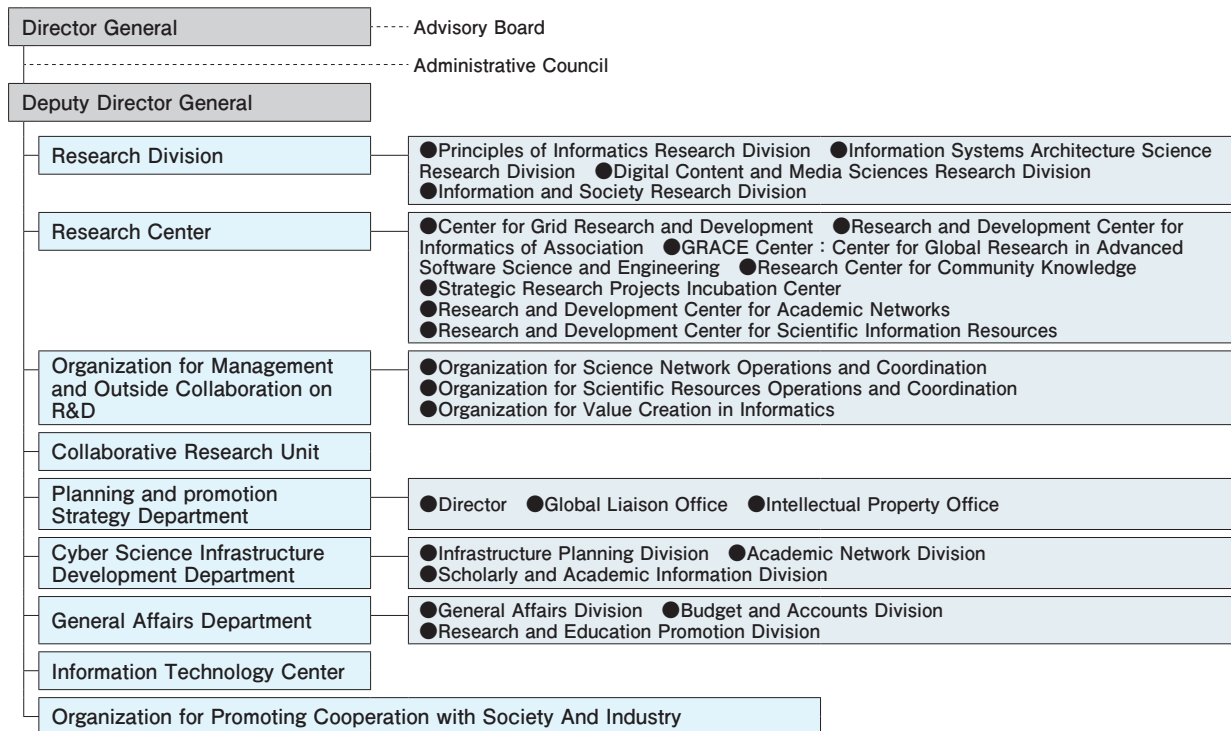 Director General
Advisory Board
Administrative Council
Deputy Director General
Research Division
●Principles of Informatics Research Division ●Information Systems Architecture Science
Research Division ●Digital Content and Media Sciences Research Division
●Information and Society Research Division
Research Center
●Center for Grid Research and Development ●Research and Development Center for
Informatics of Association ●GRACE Center：Center for Global Research in Advanced
Software Science and Engineering ●Research Center for Community Knowledge
●Strategic Research Projects Incubation Center
●Research and Development Center for Academic Networks
●Research and Development Center for Scientific Information Resources
Organization for Management
and Outside Collaboration on
R&D
●Organization for Science Network Operations and Coordination
●Organization for Scientific Resources Operations and Coordination
●Organization for Value Creation in Informatics
Collaborative Research Unit
Planning and promotion
Strategy Department
●Director ●Global Liaison Office ●Intellectual Property Office
Cyber Science Infrastructure
Development Department
●Infrastructure Planning Division ●Academic Network Division
●Scholarly and Academic Information Division
General Affairs Department
●General Affairs Division ●Budget and Accounts Division
●Research and Education Promotion Division
Information Technology Center
Organization for Promoting Cooperation with Society And Industry